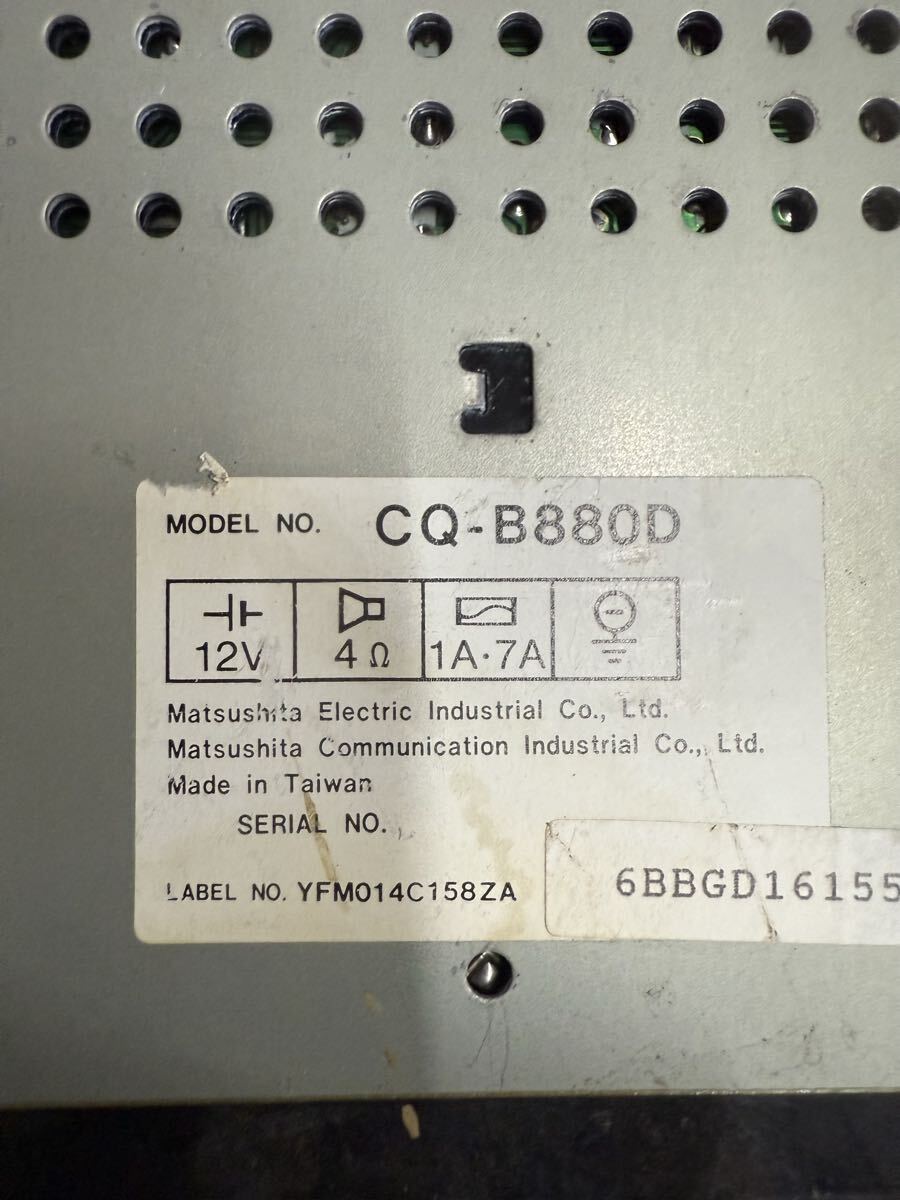 MODEL NO. CQ-B880D
12V 4Ω 1A·7A
Matsushita Electric Industrial Co., Ltd.
Matsushita Communication Industrial Co., Ltd.
Made in Taiwan
SERIAL NO.
LABEL NO. YFM014C158ZA
6BBGD16155